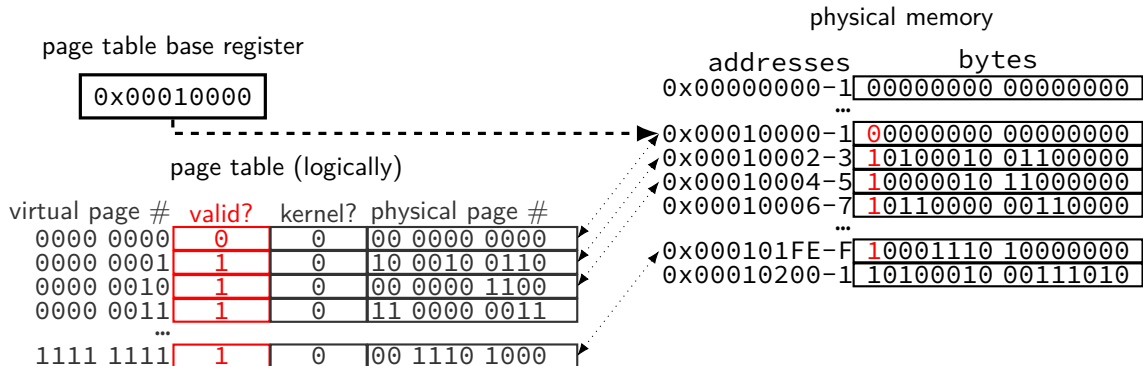 physical memory
page table base register
addresses bytes
0x00010000
0x00000000-1 00000000 00000000
…
0x00010000-1 00000000 00000000
0x00010002-3 10100010 01100000
page table (logically)
0x00010004-5 10000010 11000000
0x00010006-7 10110000 00110000
…
virtual page # valid? kernel? physical page #
0000 0000 0 0 00 0000 0000
0x000101FE-F 10001110 10000000
0000 0001 1 0 10 0010 0110
0x00010200-1 10100010 00111010
0000 0010 1 0 00 0000 1100
0000 0011 1 0 11 0000 0011
…
1111 1111 1 0 00 1110 1000